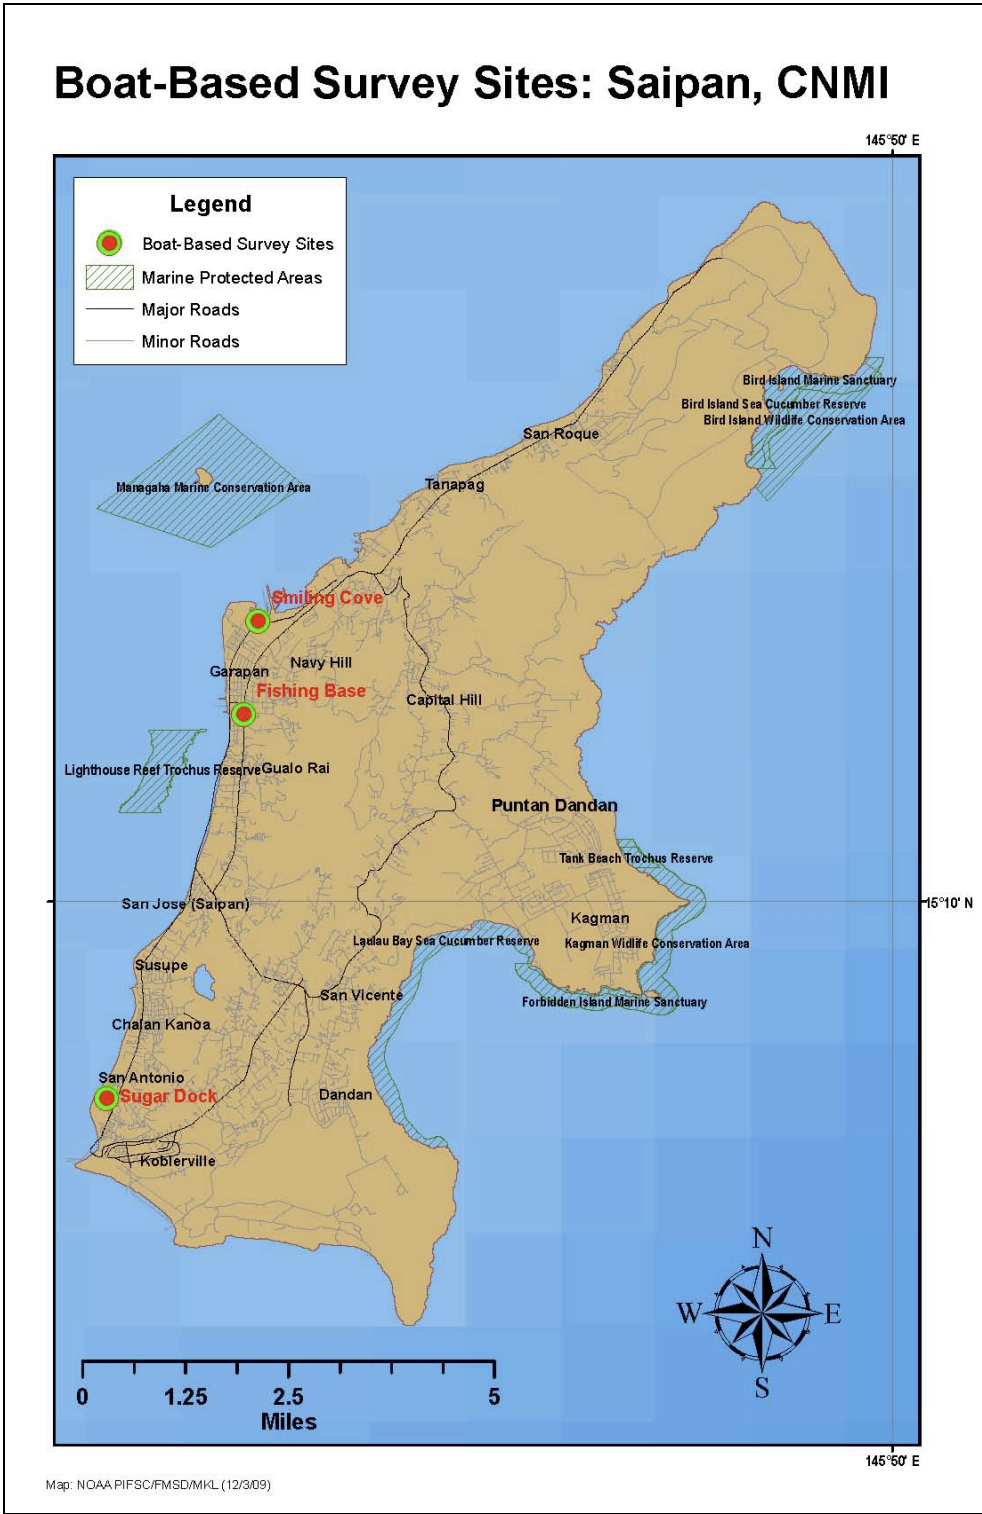 Boat-Based Survey Sites: Saipan, CNMI
145°50' E
Legend
Boat-Based Survey Sites
Marine Protected Areas
Major Roads
Minor Roads
Bird Island Marine Sanctuary
Bird Island Sea Cucumber Reserve
Bird Island Wildlife Conservation Area
San Roque
Tanapag
Managaha Marine Conservation Area
Smiling Cove
Navy Hill
Garapan
Fishing Base
Capital Hill
Lighthouse Reef Trochus Reserve
Gualo Rai
Puntan Dandan
Tank Beach Trochus Reserve
San Jose (Saipan)
15°10' N
Kagman
Laulau Bay Sea Cucumber Reserve
Kagman Widlife Conservation Area
Susupe
San Vicente
Forbidden Island Marine Sanctuary
Chalan Kanoa
San Antonio
Sugar Dock
Dandan
Koblerville
N
W
E
S
0 1.25 2.5 5
Miles
145°50' E
Map: NOAA PIFSC/FMSD/MKL (12/3/09)